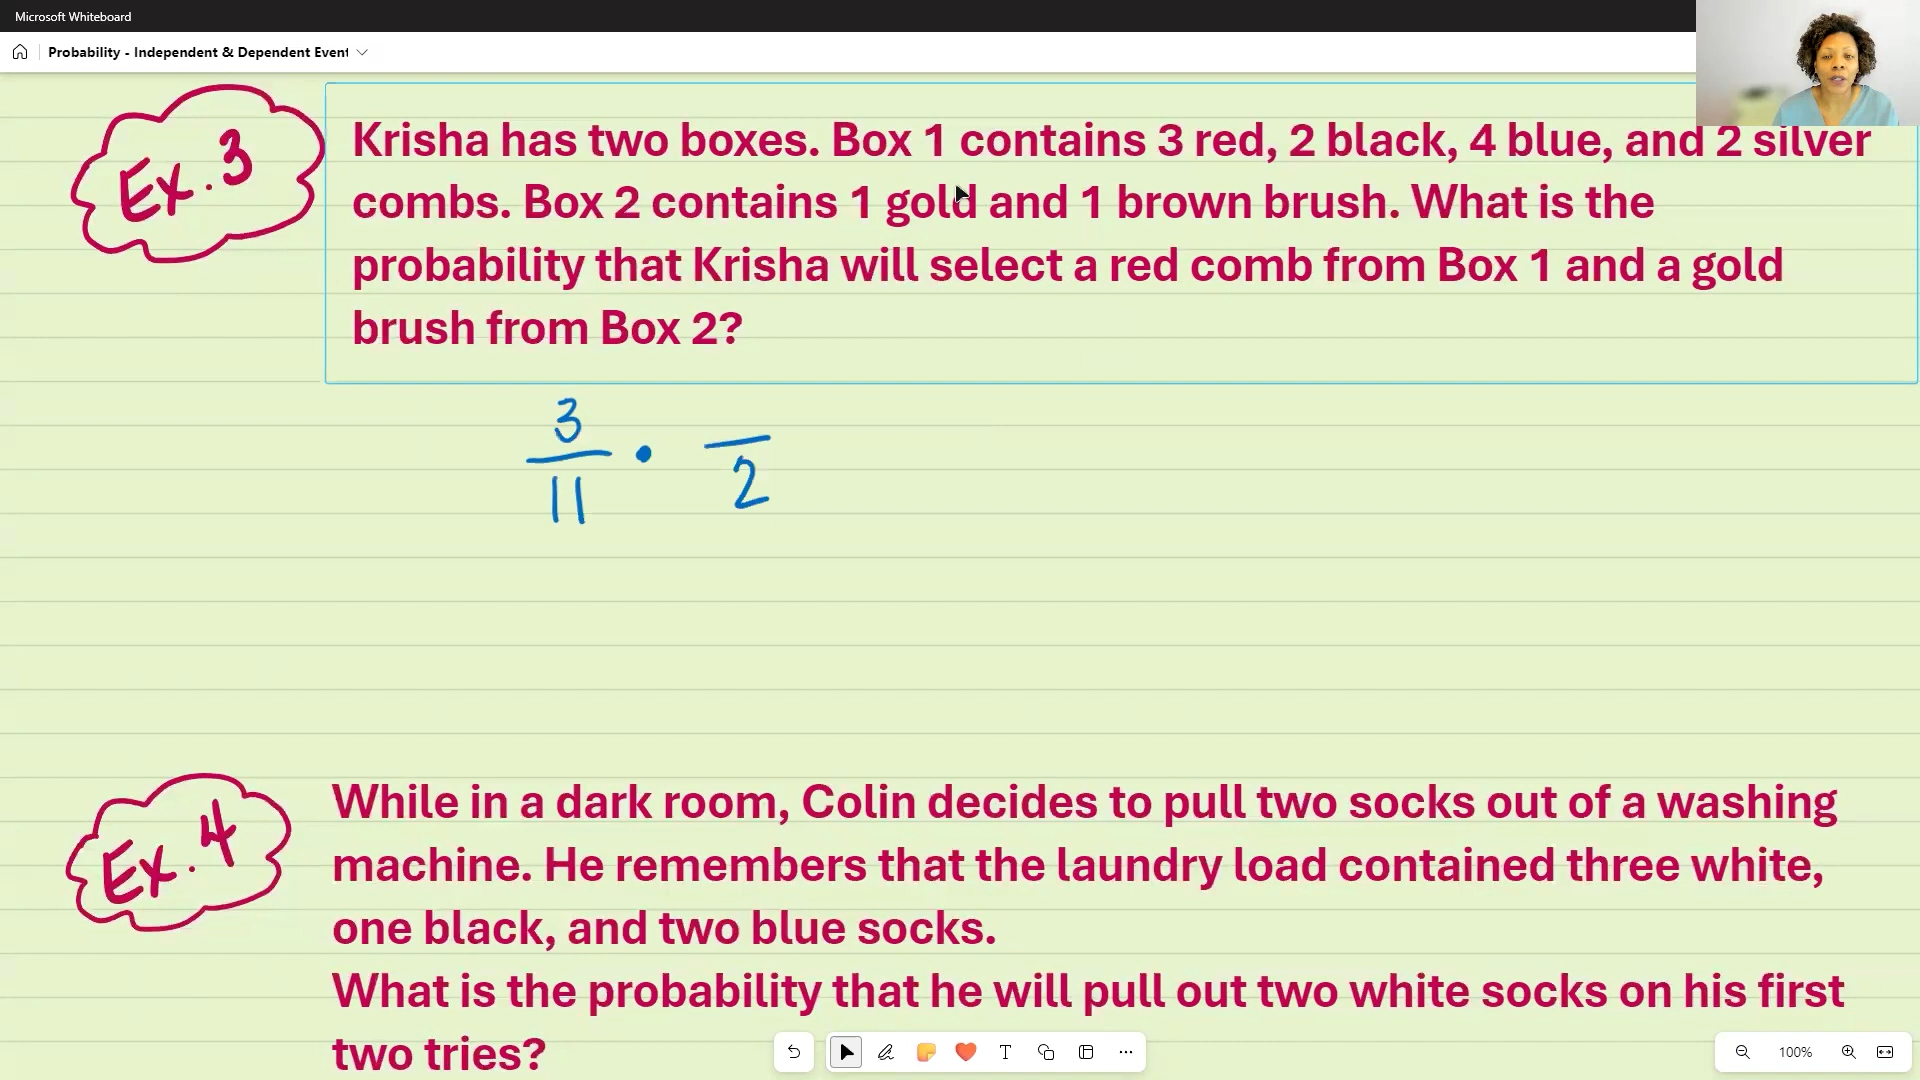 Microsoft Whiteboard
Probability - Independent & Dependent Event
Ex. 3
Krisha has two boxes. Box 1 contains 3 red, 2 black, 4 blue, and 2 silver
combs. Box 2 contains 1 gold and 1 brown brush. What is the
probability that Krisha will select a red comb from Box 1 and a gold
brush from Box 2?
3
11
•
2
Ex. 4
While in a dark room, Colin decides to pull two socks out of a washing
machine. He remembers that the laundry load contained three white,
one black, and two blue socks.
What is the probability that he will pull out two white socks on his first
two tries?
100%